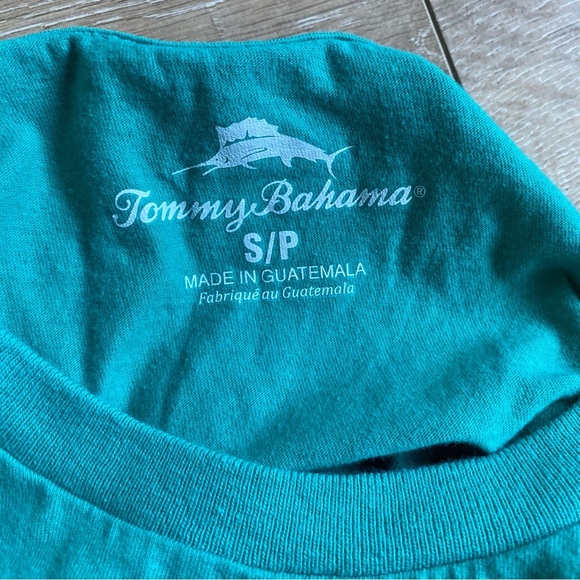 Tommy Bahama®
S/P
MADE IN GUATEMALA
Fabriqué au Guatemala